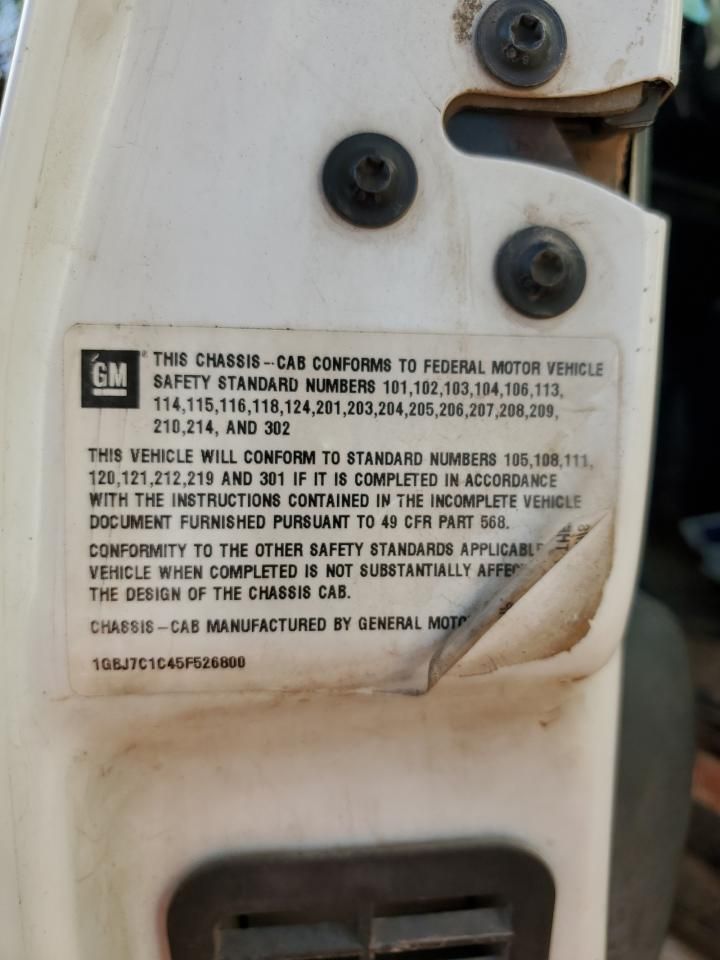 GM
® THIS CHASSIS-CAB CONFORMS TO FEDERAL MOTOR VEHICLE
SAFETY STANDARD NUMBERS 101,102,103,104,106,113,
114,115,116,118,124,201,203,204,205,206,207,208,209,
210,214, AND 302
THIS VEHICLE WILL CONFORM TO STANDARD NUMBERS 105,108,111,
120,121,212,219 AND 301 IF IT IS COMPLETED IN ACCORDANCE
WITH THE INSTRUCTIONS CONTAINED IN THE INCOMPLETE VEHICLE
DOCUMENT FURNISHED PURSUANT TO 49 CFR PART 568.
CONFORMITY TO THE OTHER SAFETY STANDARDS APPLICABLE
VEHICLE WHEN COMPLETED IS NOT SUBSTANTIALLY AFFEC
THE DESIGN OF THE CHASSIS CAB.
CHASSIS-CAB MANUFACTURED BY GENERAL MOTO
1GBJ7C1C45F526800